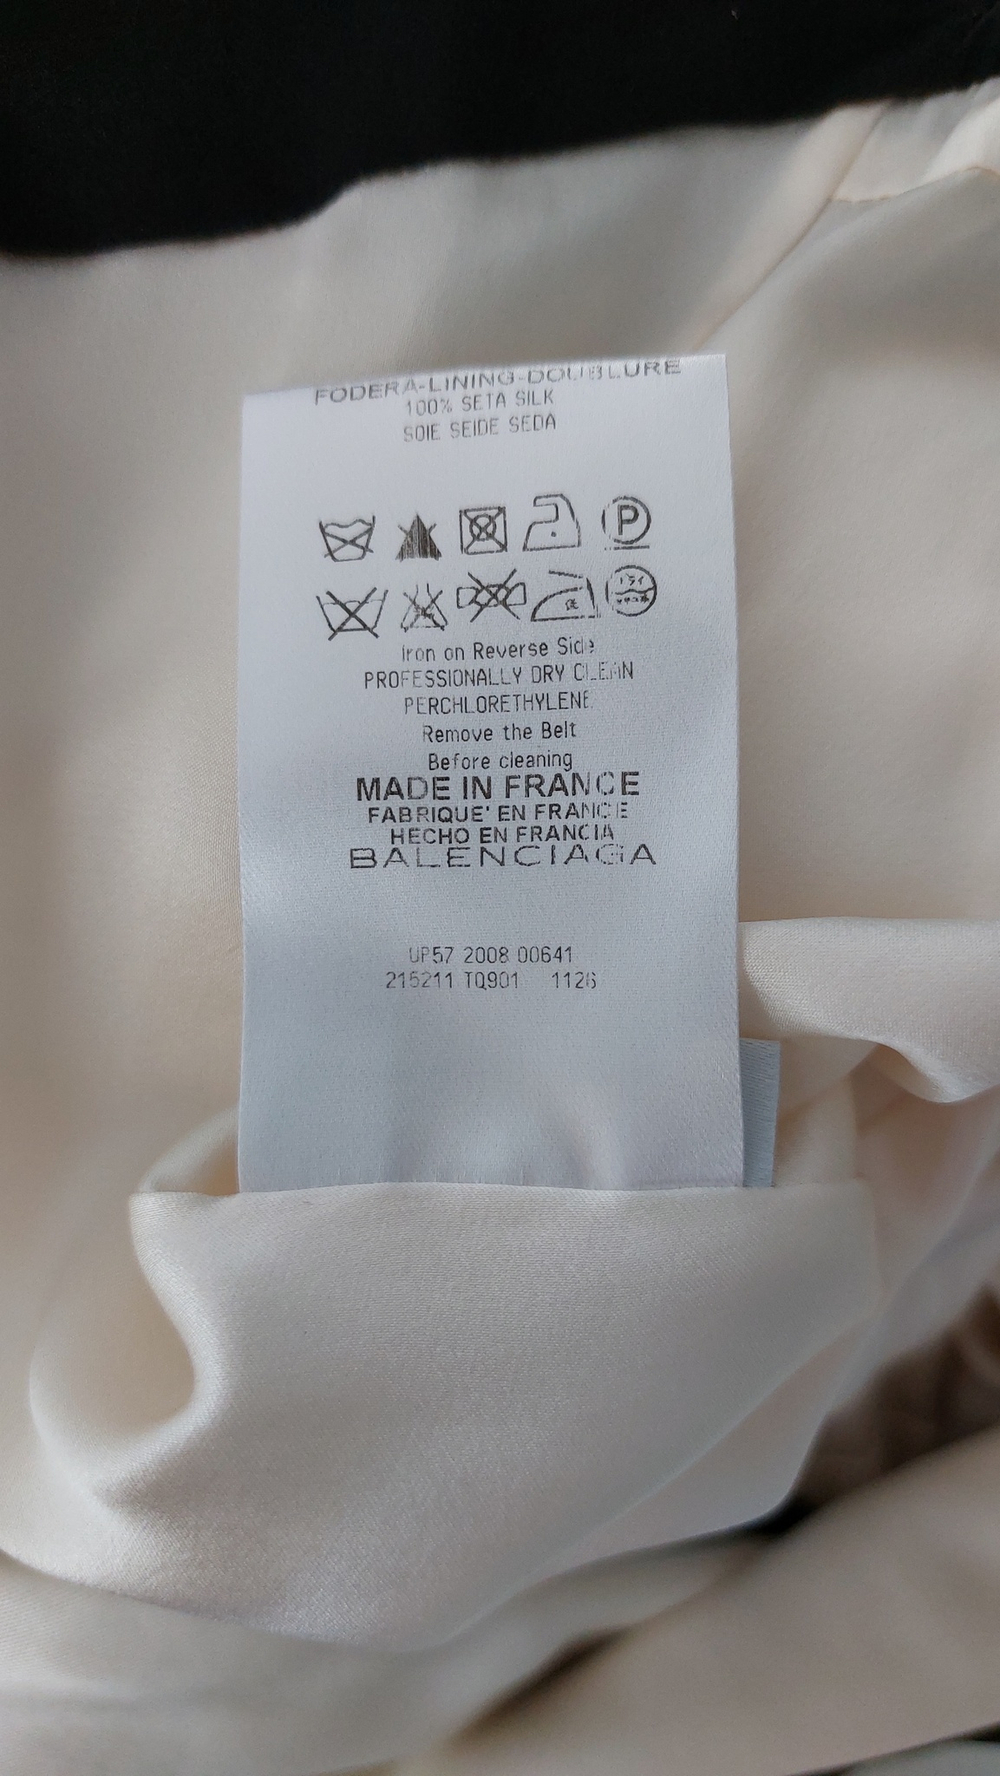 FODERA-LINING-DOUBLURE
100% SETA SILK
SOIE SEIDE SEDA
P
Iron on Reverse Side
PROFESSIONALLY DRY CLEAN
PERCHLORETHYLENE
Remove the Belt
Before cleaning
MADE IN FRANCE
FABRIQUE' EN FRANCE
HECHO EN FRANCIA
BALENCIAGA
UP57 2008 00641
215211 TQ901 1126